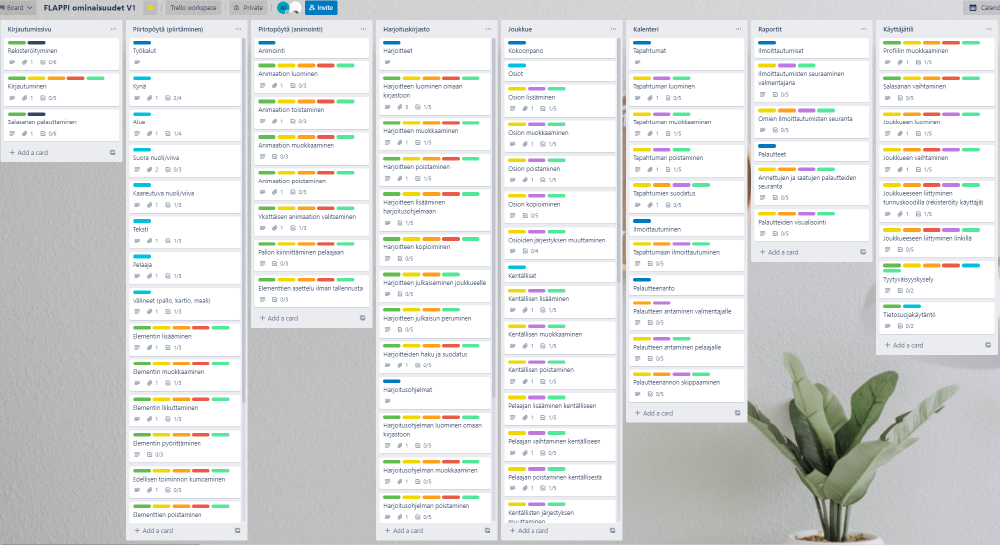 Board
FLAPPI ominaisuudet V1
Trello workspace
Private
Invite
Kirjautumissivu
Rekisteröityminen
1 0/6
Kirjautuminen
1 0/5
Salasanan palauttaminen
1 0/6
+ Add a card
Piirtopöytä (piirtäminen)
Työkalut
Kynä
1 2/4
Alue
1 1/4
Suora nuoli/viiva
2 0/3
Kaareutuva nuoli/viiva
1 1/3
Teksti
1 1/3
Pelaaja
1 1/3
Välineet (pallo, kartio, maali)
1 1/3
Elementin lisääminen
1 1/3
Elementin muokkaaminen
1 1/3
Elementin liikuttaminen
1 1/3
Elementin pyörittäminen
0/3
Edellisen toiminnon kumoaminen
1 0/3
Elementtien poistaminen
+ Add a card
Piirtopöytä (animointi)
Animointi
Animaation luominen
1 0/3
Animaation toistaminen
1 0/3
Animaation muokkaaminen
0/3
Animaation poistaminen
1 0/3
Yksittäisen animaation valitseminen
1 1/3
Pallon kiinnittäminen pelaajaan
0/3
Elementtien asettelu ilman tallennusta
0/3
+ Add a card
Harjoituskirjasto
Harjoitteet
Harjoitteen luominen omaan
kirjastoon
5 1/5
Harjoitteen muokkaaminen
1 1/5
Harjoitteen poistaminen
1 1/5
Harjoitteen lisääminen
harjoitusohjelmaan
1/5
Harjoitteen kopioiminen
1 0/5
Harjoitteen julkaiseminen joukkueelle
0/5
Harjoitteen julkaisun peruminen
0/5
Harjoitteiden haku ja suodatus
1 0/5
Harjoitusohjelmat
Harjoitusohjelman luominen omaan
kirjastoon
1 0/5
Harjoitusohjelman muokkaaminen
1 0/5
Harjoitusohjelman poistaminen
1 0/5
+ Add a card
Joukkue
Kokoonpano
Osiot
Osion lisääminen
1 1/5
Osion muokkaaminen
1 1/5
Osion poistaminen
1 1/5
Osion kopioiminen
0/5
Osioiden järjestyksen muuttaminen
0/4
Kentälliset
Kentällisen lisääminen
1 1/5
Kentällisen muokkaaminen
1 1/5
Kentällisen poistaminen
1 1/5
Pelaajan lisääminen kentälliseen
1 1/5
Pelaajan vaihtaminen kentälliseen
1 0/5
Pelaajan poistaminen kentällisestä
1 1/5
Kentällisten järjestyksen
muuttaminen
+ Add a card
Kalenteri
Tapahtumat
Tapahtuman luominen
1 1/5
Tapahtuman muokkaaminen
1 1/5
Tapahtuman poistaminen
1 1/5
Tapahtumien suodatus
1 1/5
Ilmoittautuminen
Tapahtumaan ilmoittautuminen
0/5
Palautteenanto
Palautteen antaminen valmentajalle
0/5
Palautteen antaminen pelaajalle
0/5
Palautteenannon skippaaminen
0/5
+ Add a card
Raportit
Ilmoittautumiset
Ilmoittautumisten seuraaminen
valmentajana
0/5
Omien ilmoittautumisten seuranta
0/5
Palautteet
Annettujen ja saatujen palautteiden
seuranta
0/5
Palautteiden visualisointi
0/5
+ Add a card
Käyttäjätili
Profiilin muokkaaminen
1 1/5
Salasanan vaihtaminen
0/5
Joukkueen luominen
1 1/5
Joukkueen vaihtaminen
1 1/5
Joukkueeseen liittyminen
tunnuskoodilla (rekisteröity käyttäjä)
1 0/5
Joukkueeseen liittyminen linkillä
0/5
Tyytyväisyyskysely
0/2
Tietosuojakäytäntö
0/2
+ Add a card